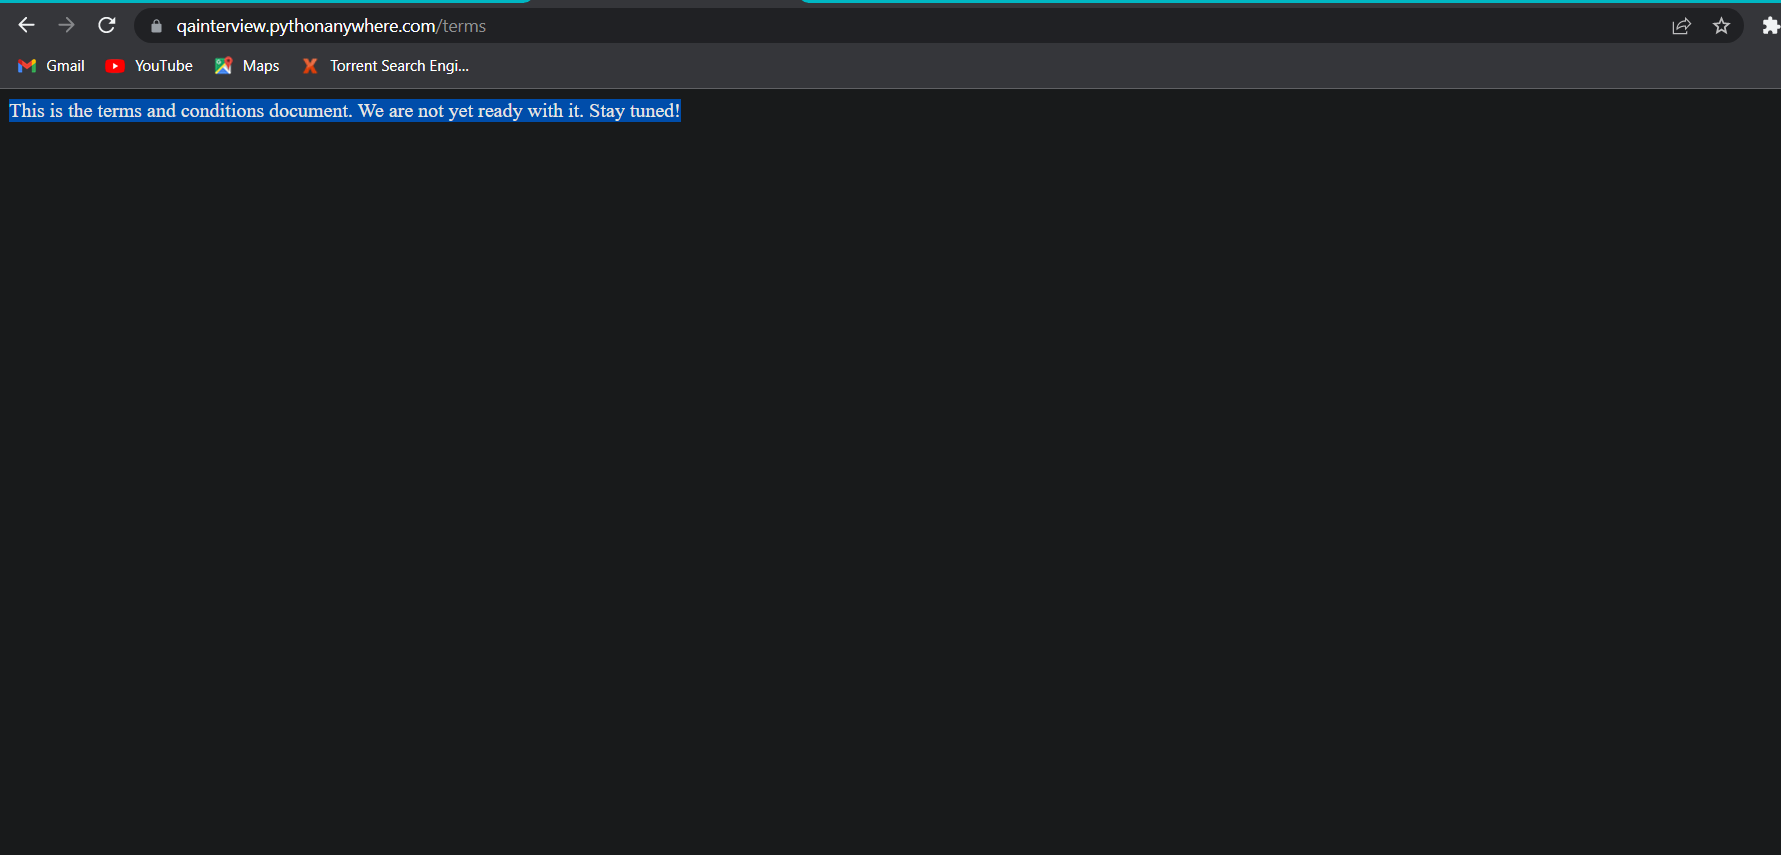 qainterview.pythonanywhere.com/terms
Gmail YouTube Maps Torrent Search Engi...
This is the terms and conditions document. We are not yet ready with it. Stay tuned!